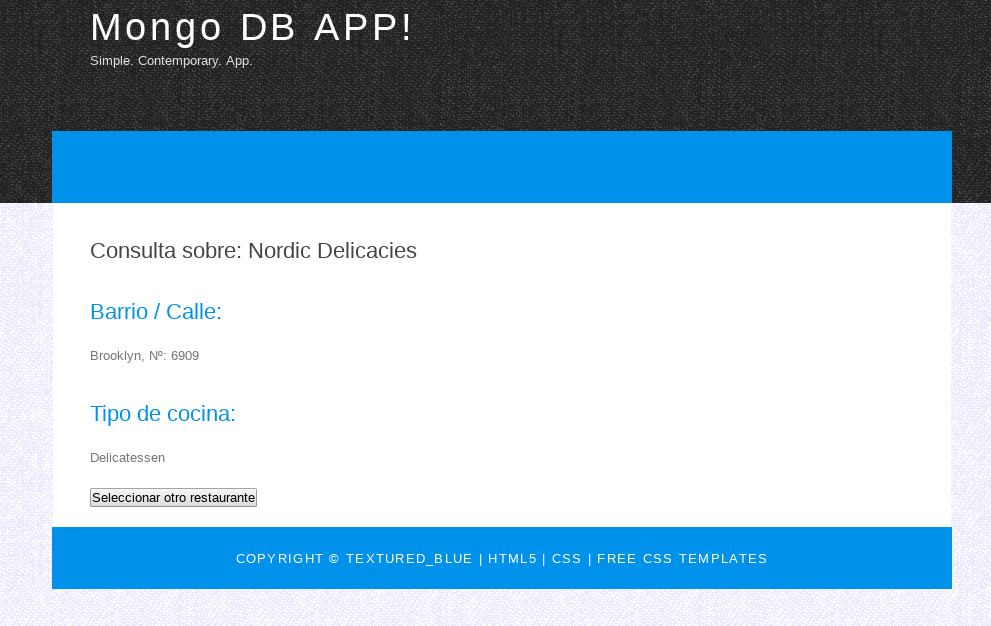 Mongo DB APP!
Simple. Contemporary. App.
Consulta sobre: Nordic Delicacies
Barrio / Calle:
Brooklyn, Nº: 6909
Tipo de cocina:
Delicatessen
Seleccionar otro restaurante
COPYRIGHT © TEXTURED_BLUE | HTML5 | CSS | FREE CSS TEMPLATES